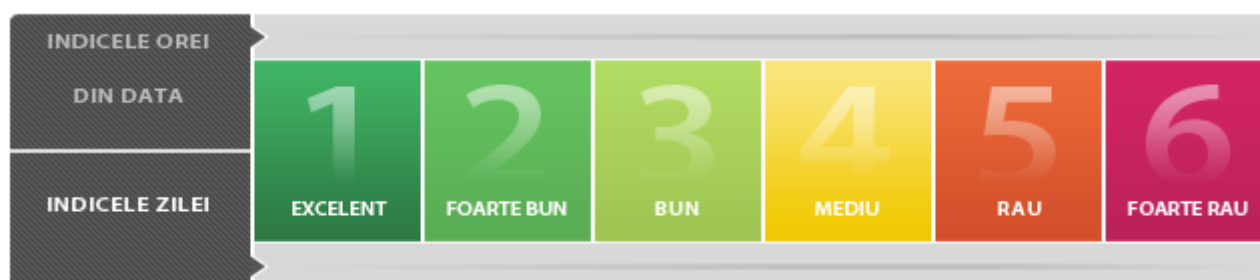 INDICELE OREI
DIN DATA
INDICELE ZILEI
1
EXCELENT
2
FOARTE BUN
3
BUN
4
MEDIU
5
RAU
6
FOARTE RAU